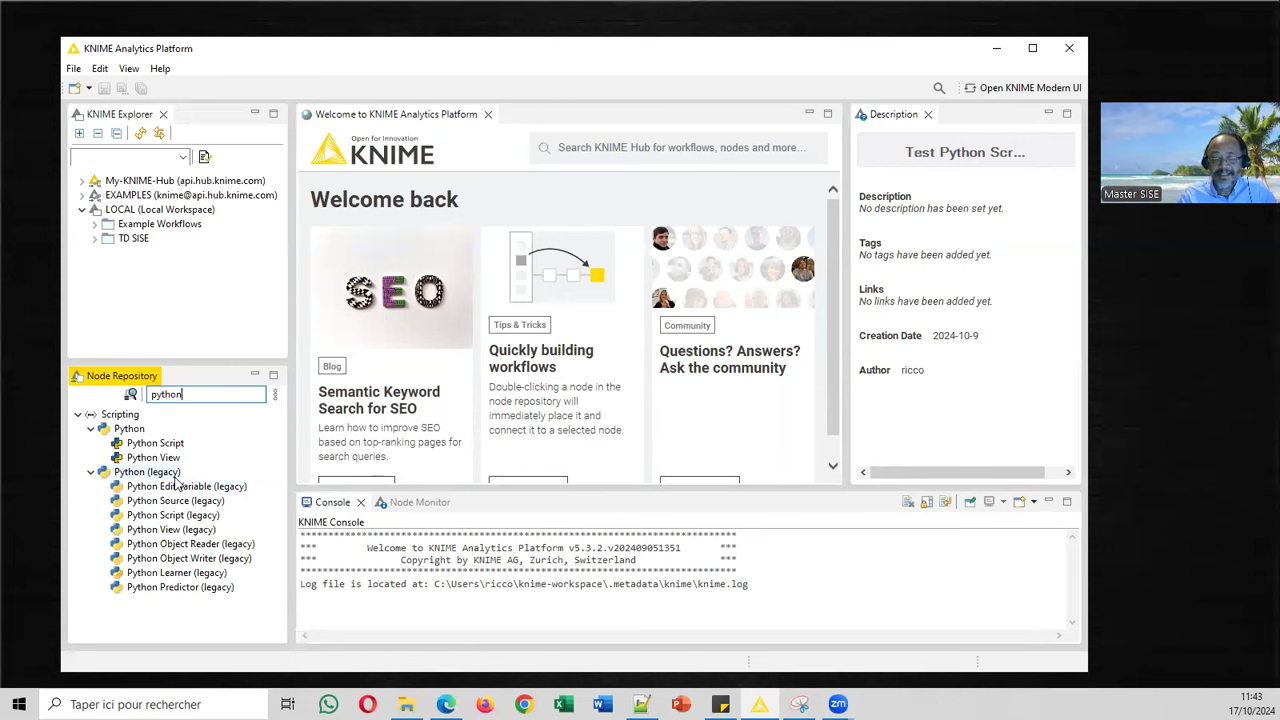 KNIME Analytics Platform
File Edit View Help
Open KNIME Modern UI
KNIME Explorer
My-KNIME-Hub (api.hub.knime.com)
EXAMPLES (knime@api.hub.knime.com)
LOCAL (Local Workspace)
Example Workflows
TD SISE
Node Repository
python
Scripting
Python
Python Script
Python View
Python (legacy)
Python Edit Variable (legacy)
Python Source (legacy)
Python Script (legacy)
Python View (legacy)
Python Object Reader (legacy)
Python Object Writer (legacy)
Python Learner (legacy)
Python Predictor (legacy)
Welcome to KNIME Analytics Platform
Open for Innovation
KNIME
Search KNIME Hub for workflows, nodes and more...
Welcome back
SEO
Blog
Semantic Keyword
Search for SEO
Learn how to improve SEO
based on top-ranking pages for
search queries.
Tips & Tricks
Quickly building
workflows
Double-clicking a node in the
node repository will
immediately place it and
connect it to a selected node.
Community
Questions? Answers?
Ask the community
Description
Test Python Scr...
Description
No description has been set yet.
Tags
No tags have been added yet.
Links
No links have been added yet.
Creation Date 2024-10-9
Author ricco
Console
Node Monitor
KNIME Console
********************************************************************************
*** Welcome to KNIME Analytics Platform v5.3.2.v202409051351 ***
*** Copyright by KNIME AG, Zurich, Switzerland ***
********************************************************************************
Log file is located at: C:\Users\ricco\knime-workspace\.metadata\knime\knime.log
Master SISE
Taper ici pour rechercher
zm
11:43
17/10/2024